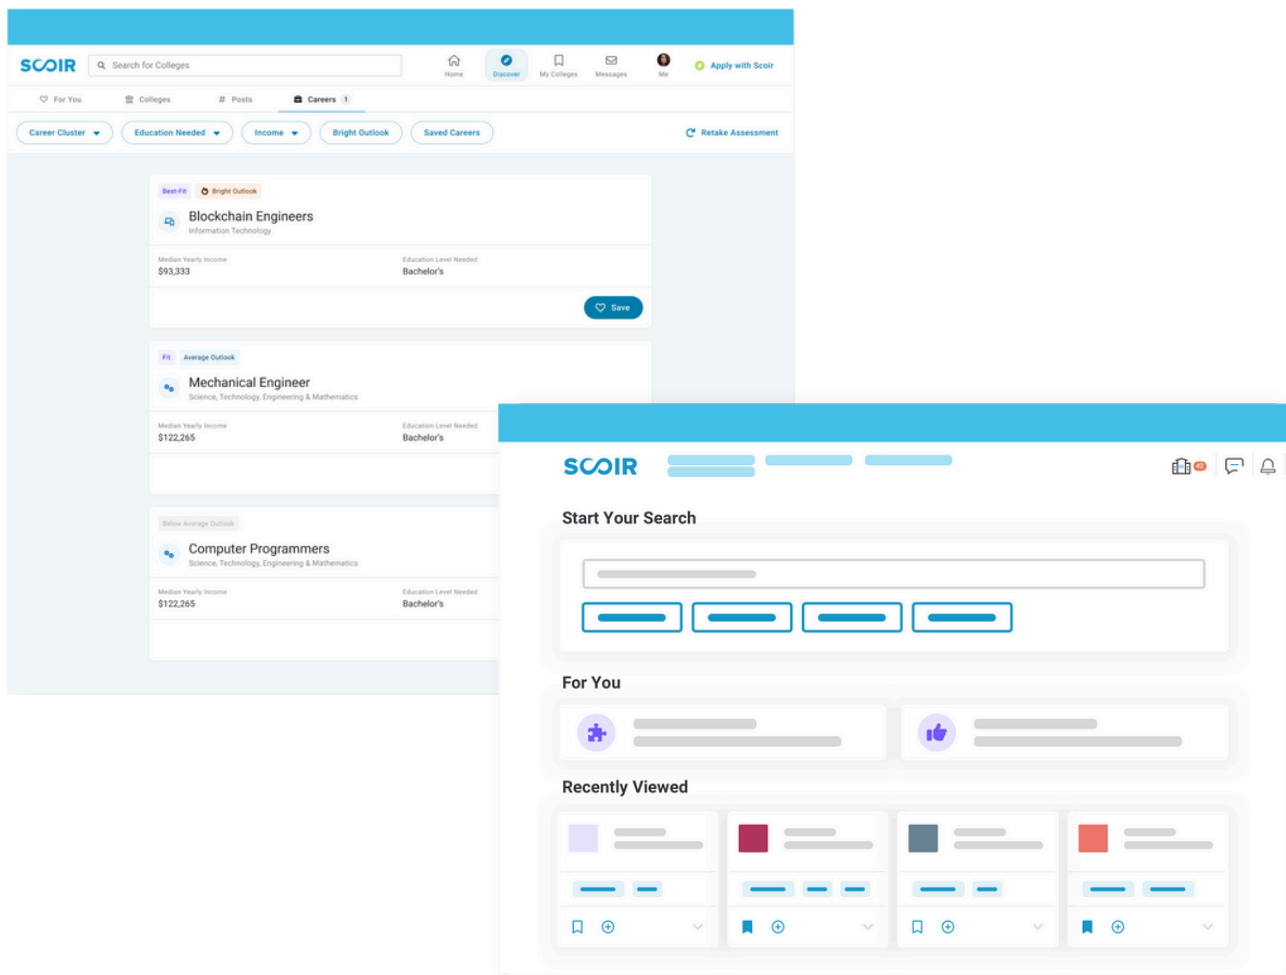 SCOIR
Search for Colleges
Home
Discover
My Colleges
Messages
Me
Apply with Scoir
For You
Colleges
# Posts
Careers 1
Career Cluster
Education Needed
Income
Bright Outlook
Saved Careers
Retake Assessment
Best-Fit
Bright Outlook
Blockchain Engineers
Information Technology
Median Yearly Income
Education Level Needed
$93,333
Bachelor's
Save
Fit
Average Outlook
Mechanical Engineer
Science, Technology, Engineering & Mathematics
Median Yearly Income
Education Level Needed
$122,265
Bachelor's
Below Average Outlook
Computer Programmers
Science, Technology, Engineering & Mathematics
Median Yearly Income
Education Level Needed
$122,265
Bachelor's
SCOIR
42
Start Your Search
For You
Recently Viewed